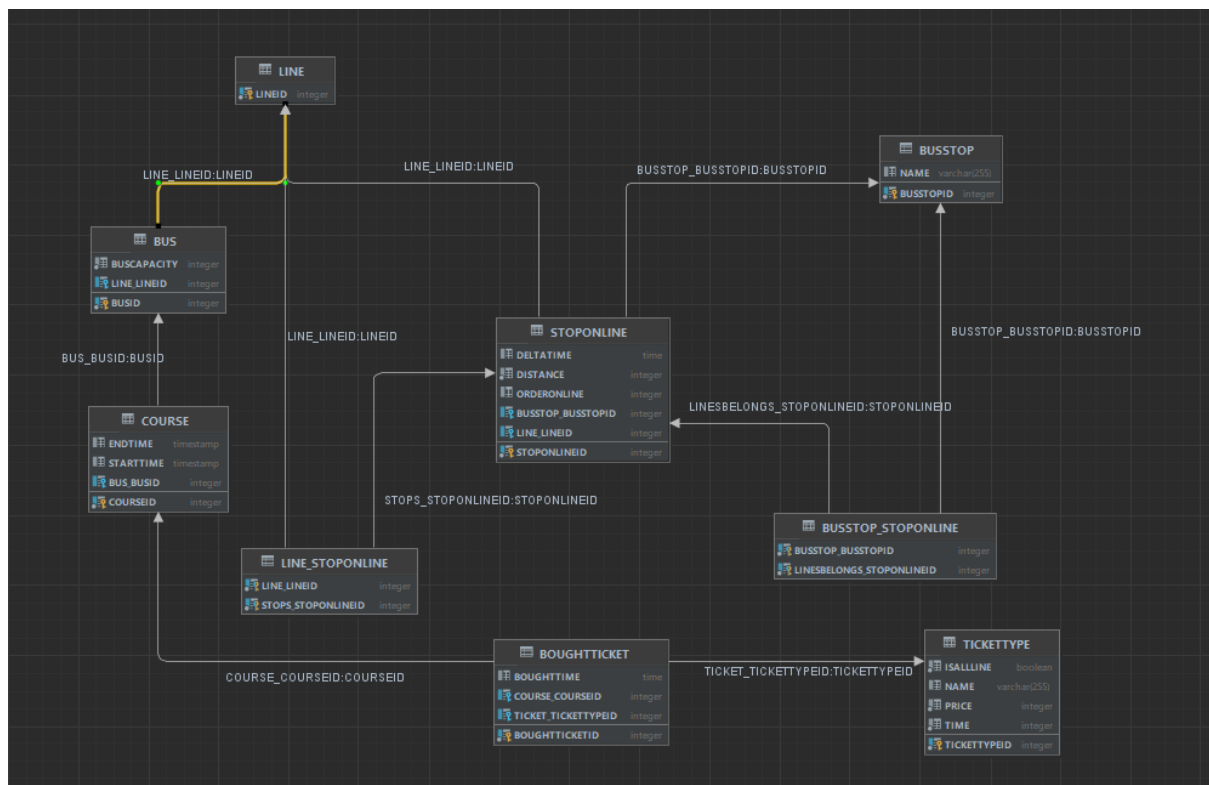 LINE
LINEID integer
LINE_LINEID:LINEID
LINE_LINEID:LINEID
BUSSTOP_BUSSTOPID:BUSSTOPID
BUSSTOP
NAME varchar(255)
BUSSTOPID integer
BUS
BUSCAPACITY integer
LINE_LINEID integer
BUSID integer
LINE_LINEID:LINEID
BUS_BUSID:BUSID
STOPONLINE
DELTATIME time
DISTANCE integer
ORDERONLINE integer
BUSSTOP_BUSSTOPID integer
LINE_LINEID integer
STOPONLINEID integer
BUSSTOP_BUSSTOPID:BUSSTOPID
LINESBELONGS_STOPONLINEID:STOPONLINEID
COURSE
ENDTIME timestamp
STARTTIME timestamp
BUS_BUSID integer
COURSEID integer
STOPS_STOPONLINEID:STOPONLINEID
LINE_STOPONLINE
LINE_LINEID integer
STOPS_STOPONLINEID integer
BUSSTOP_STOPONLINE
BUSSTOP_BUSSTOPID integer
LINESBELONGS_STOPONLINEID integer
COURSE_COURSEID:COURSEID
BOUGHTTICKET
BOUGHTTIME time
COURSE_COURSEID integer
TICKET_TICKETTYPEID integer
BOUGHTTICKETID integer
TICKET_TICKETTYPEID:TICKETTYPEID
TICKETTYPE
ISALLLINE boolean
NAME varchar(255)
PRICE integer
TIME integer
TICKETTYPEID integer